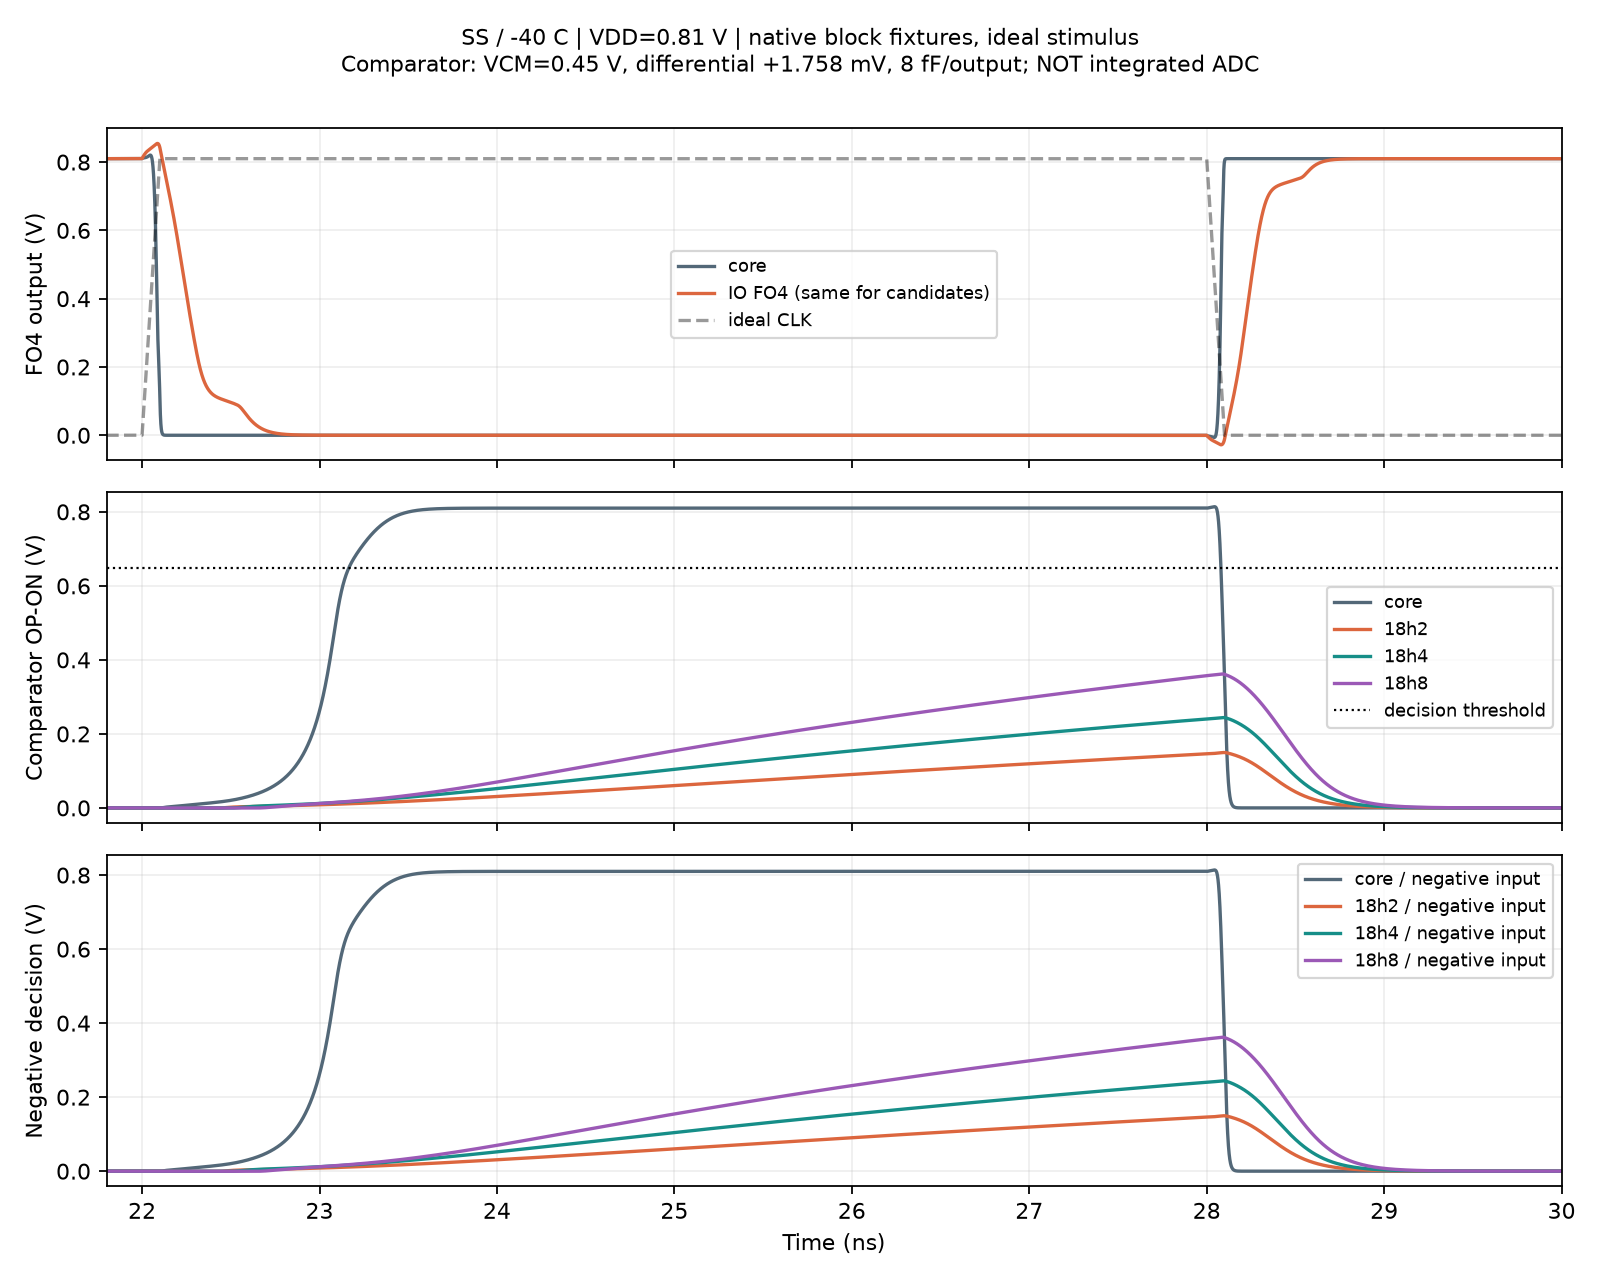 SS / -40 C | VDD=0.81 V | native block fixtures, ideal stimulus
Comparator: VCM=0.45 V, differential +1.758 mV, 8 fF/output; NOT integrated ADC
FO4 output (V)
0.8
0.6
0.4
0.2
0.0
core
IO FO4 (same for candidates)
ideal CLK
Comparator OP-ON (V)
0.8
0.6
0.4
0.2
0.0
core
18h2
18h4
18h8
decision threshold
Negative decision (V)
0.8
0.6
0.4
0.2
0.0
core / negative input
18h2 / negative input
18h4 / negative input
18h8 / negative input
22 23 24 25 26 27 28 29 30
Time (ns)